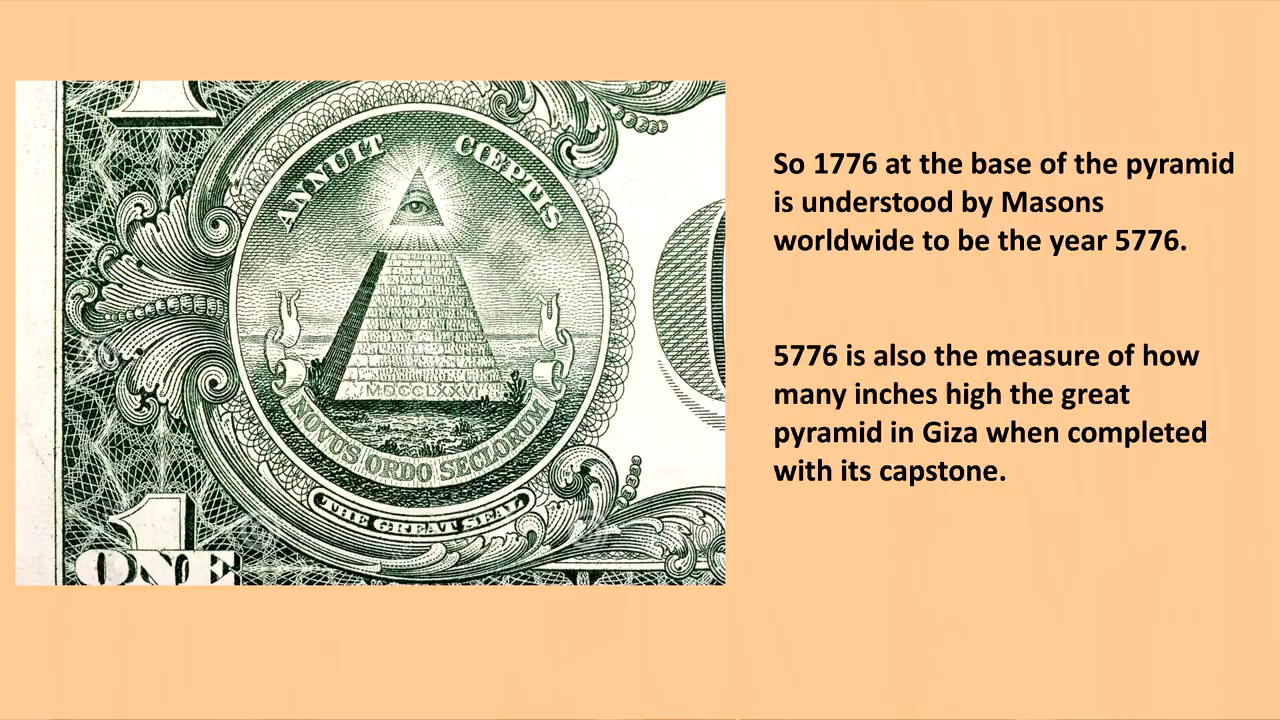 ANNUIT CŒPTIS
MDCCLXXVI
NOVUS ORDO SECLORUM
THE GREAT SEAL
1
ONE
So 1776 at the base of the pyramid
is understood by Masons
worldwide to be the year 5776.
5776 is also the measure of how
many inches high the great
pyramid in Giza when completed
with its capstone.